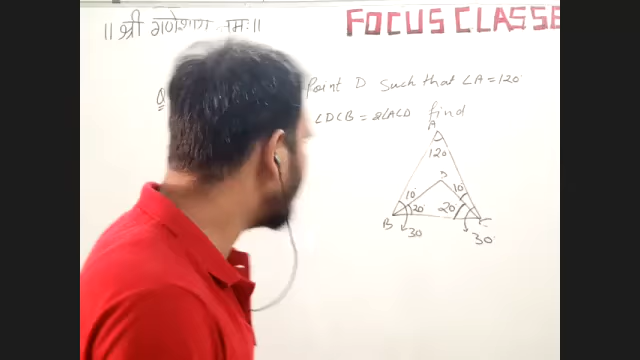 ॥ श्री गणेशाय नमः॥
FOCUS CLASSE
Q
Point D Such that ∠A=120°
∠DCB = 2∠ACD find
A
120
D
10 10
20 20
B C
30 30